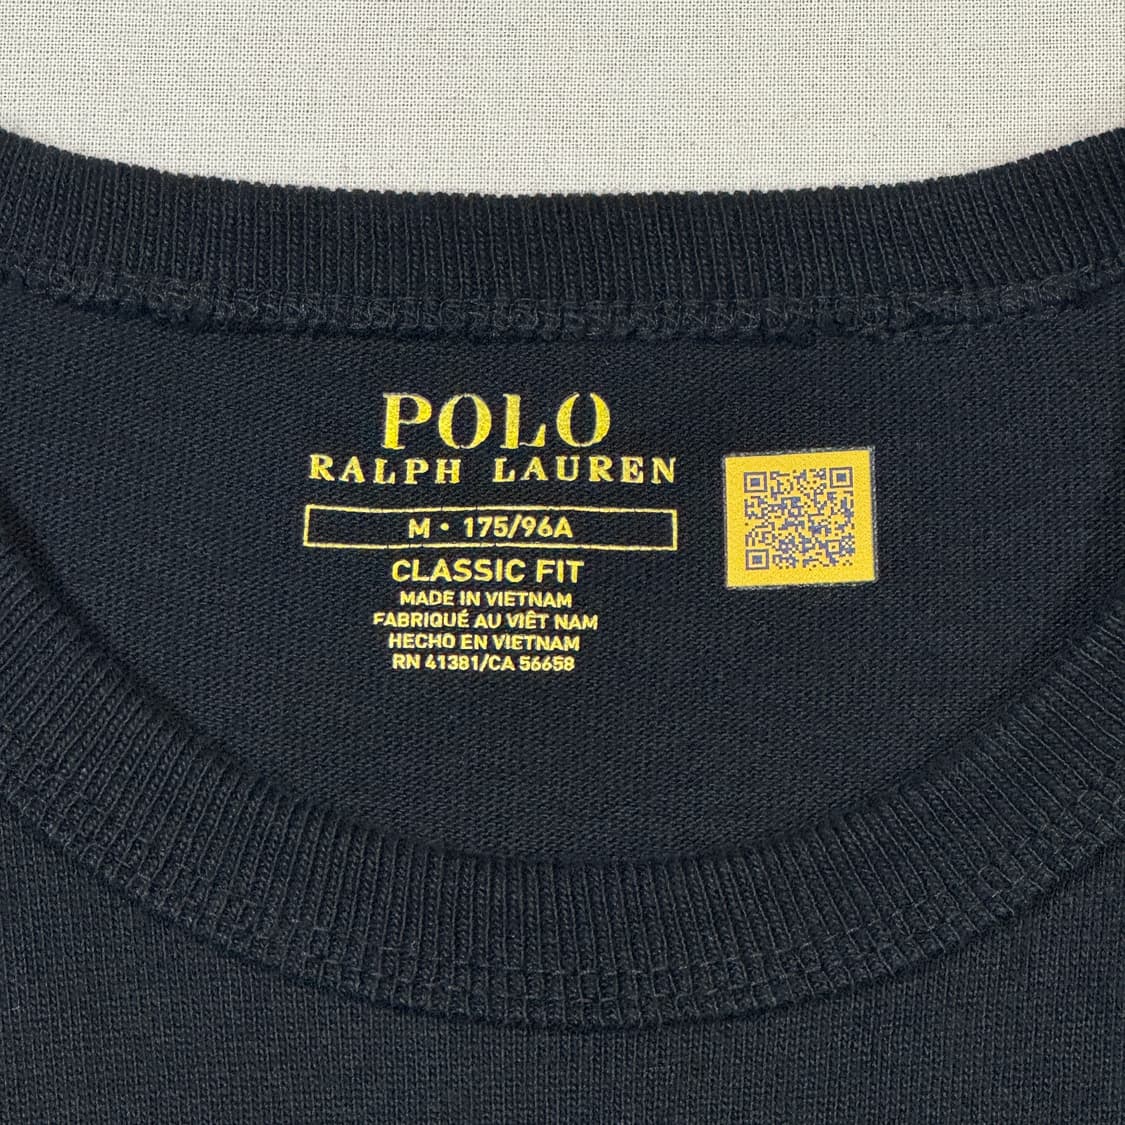 POLO
RALPH LAUREN
M • 175/96A
CLASSIC FIT
MADE IN VIETNAM
FABRIQUÉ AU VIÊT NAM
HECHO EN VIETNAM
RN 41381/CA 56658